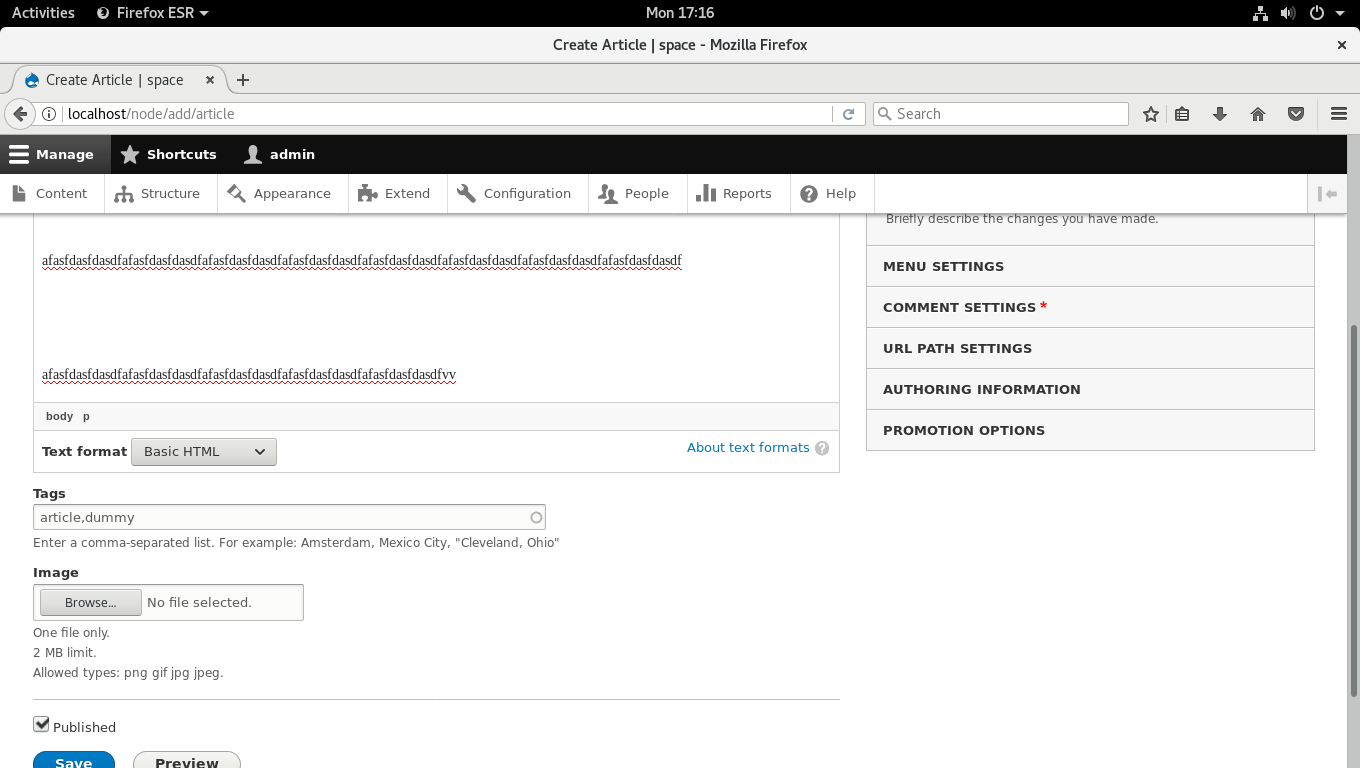 Activities Firefox ESR Mon 17:16
Create Article | space - Mozilla Firefox
Create Article | space
localhost/node/add/article Search
Manage Shortcuts admin
Content Structure Appearance Extend Configuration People Reports Help
Briefly describe the changes you have made.
afasfdasfdasdfafasfdasfdasdfafasfdasfdasdfafasfdasfdasdfafasfdasfdasdfafasfdasfdasdfafasfdasfdasdfafasfdasfdasdf
MENU SETTINGS
COMMENT SETTINGS *
URL PATH SETTINGS
afasfdasfdasdfafasfdasfdasdfafasfdasfdasdfafasfdasfdasdfafasfdasfdasdfvv
AUTHORING INFORMATION
body p
PROMOTION OPTIONS
Text format Basic HTML About text formats ?
Tags
article,dummy
Enter a comma-separated list. For example: Amsterdam, Mexico City, "Cleveland, Ohio"
Image
Browse... No file selected.
One file only.
2 MB limit.
Allowed types: png gif jpg jpeg.
Published
Save Preview